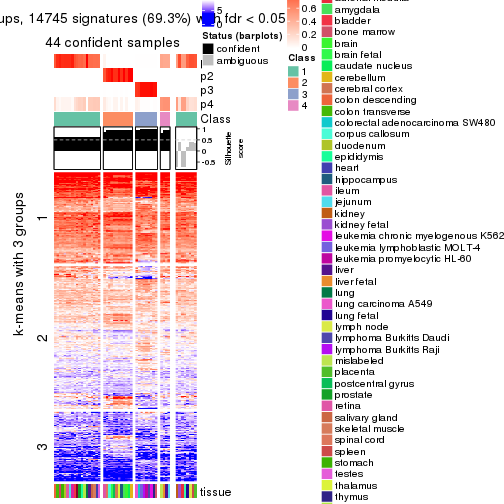 ups, 14745 signatures (69.3%) with fdr < 0.05
44 confident samples
p2
p3
p4
Class
1
0.5
0
-0.5
Silhouette
score
k-means with 3 groups
1
2
3
tissue
5
0
Status (barplots)
confident
ambiguous
0.6
0.4
0.2
0
Class
1
2
3
4
amygdala
bladder
bone marrow
brain
brain fetal
caudate nucleus
cerebellum
cerebral cortex
colon descending
colon transverse
colorectal adenocarcinoma SW480
corpus callosum
duodenum
epididymis
heart
hippocampus
ileum
jejunum
kidney
kidney fetal
leukemia chronic myelogenous K562
leukemia lymphoblastic MOLT-4
leukemia promyelocytic HL-60
liver
liver fetal
lung
lung carcinoma A549
lung fetal
lymph node
lymphoma Burkitts Daudi
lymphoma Burkitts Raji
mislabeled
placenta
postcentral gyrus
prostate
retina
salivary gland
skeletal muscle
spinal cord
spleen
stomach
testes
thalamus
thymus